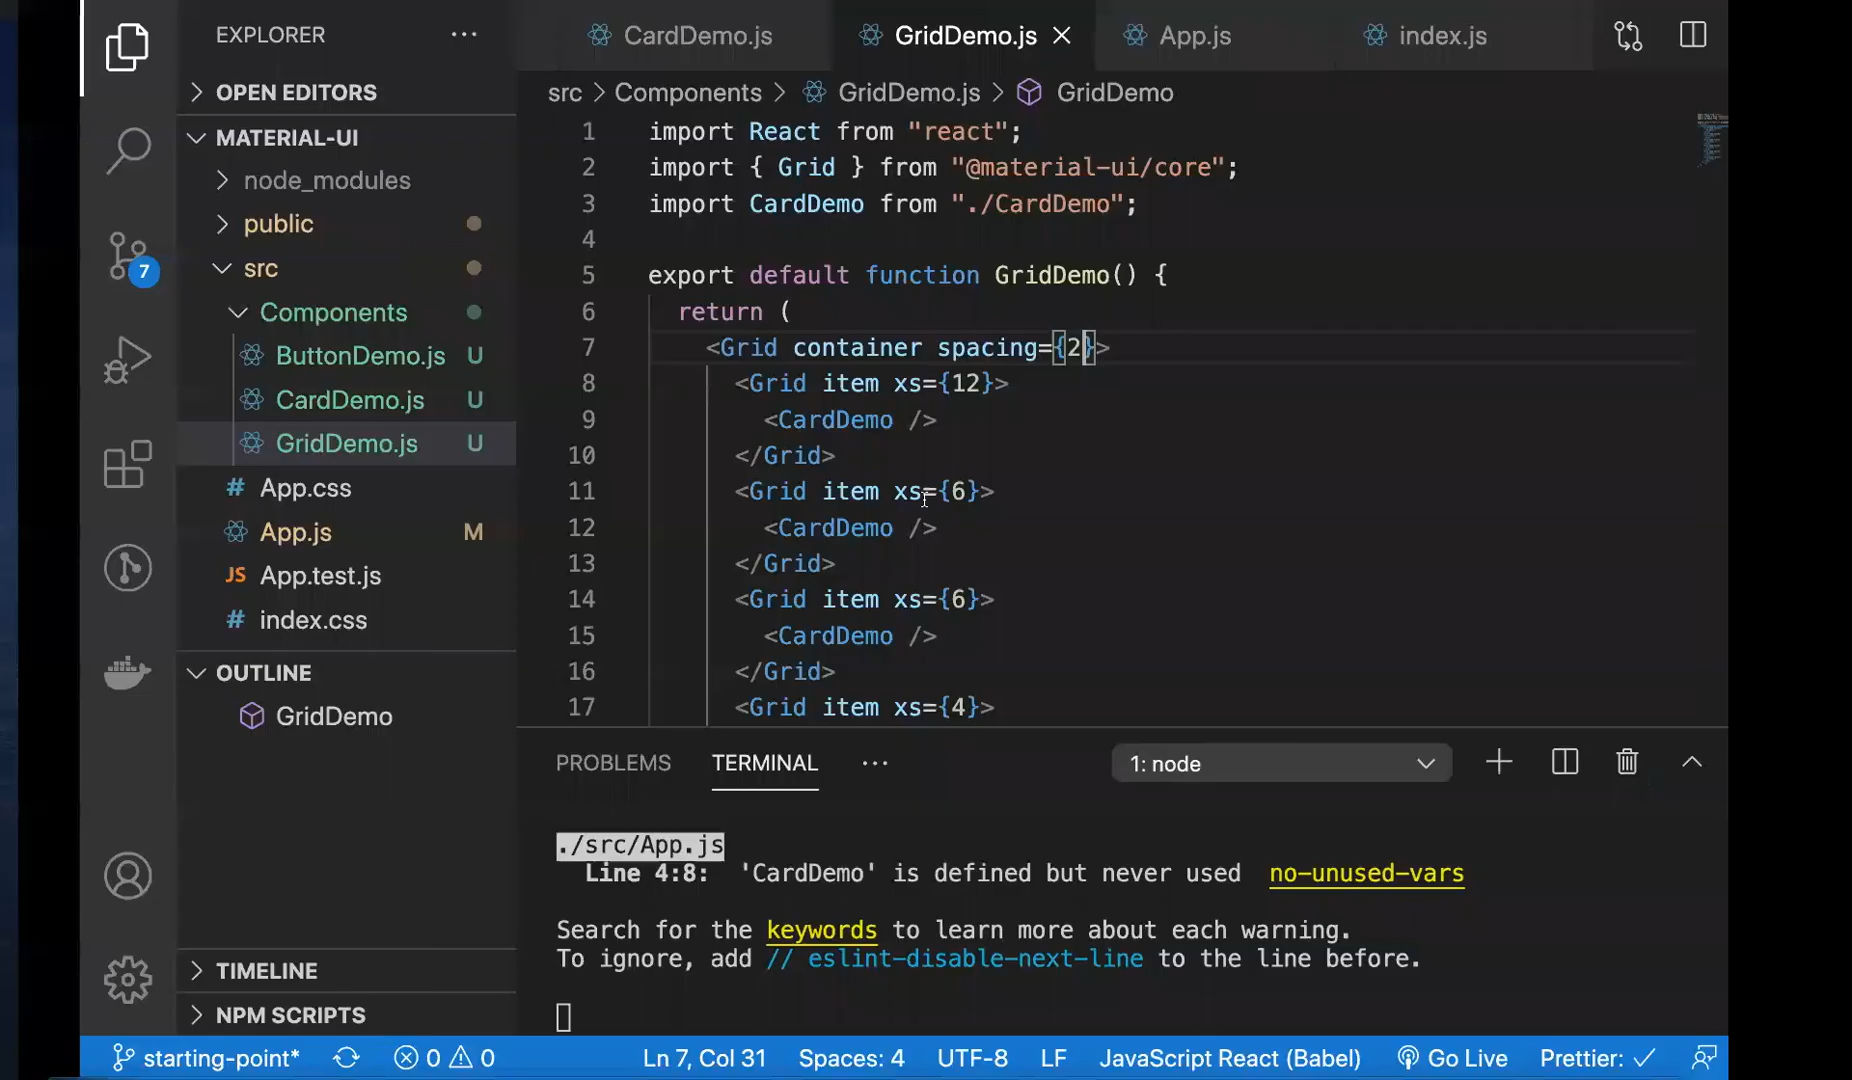 EXPLORER
CardDemo.js
GridDemo.js
App.js
index.js
OPEN EDITORS
MATERIAL-UI
node_modules
public
src
Components
ButtonDemo.js U
CardDemo.js U
GridDemo.js U
App.css
App.js M
JS App.test.js
index.css
OUTLINE
GridDemo
TIMELINE
NPM SCRIPTS
7
src > Components > GridDemo.js > GridDemo
1 import React from "react";
2 import { Grid } from "@material-ui/core";
3 import CardDemo from "./CardDemo";
4
5 export default function GridDemo() {
6 return (
7 <Grid container spacing={2}>
8 <Grid item xs={12}>
9 <CardDemo />
10 </Grid>
11 <Grid item xs={6}>
12 <CardDemo />
13 </Grid>
14 <Grid item xs={6}>
15 <CardDemo />
16 </Grid>
17 <Grid item xs={4}>
PROBLEMS TERMINAL ··· 1: node
./src/App.js
Line 4:8: 'CardDemo' is defined but never used no-unused-vars
Search for the keywords to learn more about each warning.
To ignore, add // eslint-disable-next-line to the line before.
starting-point* 0 0 Ln 7, Col 31 Spaces: 4 UTF-8 LF JavaScript React (Babel) Go Live Prettier: ✓